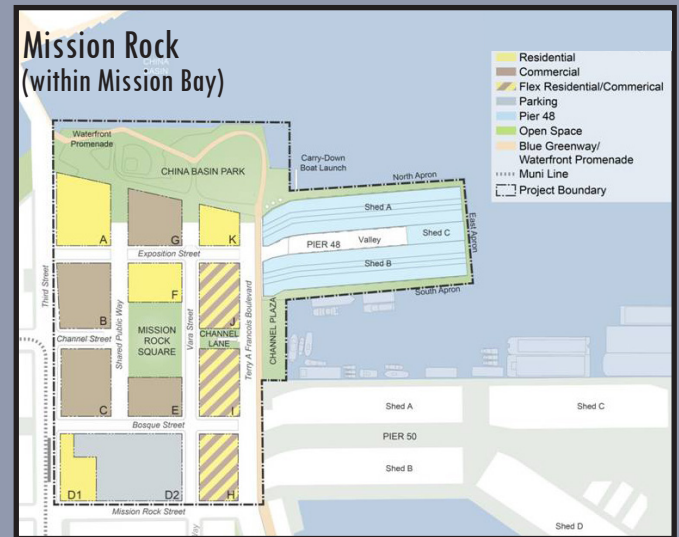 Mission Rock
(within Mission Bay)
Residential
Commercial
Flex Residential/Commerical
Parking
Pier 48
Open Space
Blue Greenway/
Waterfront Promenade
Muni Line
Project Boundary
Waterfront
Promenade
CHINA BASIN PARK
Carry-Down
Boat Launch
North Apron
A
G
K
Shed A
PIER 48
Valley
Shed C
East Apron
Shed B
South Apron
Exposition Street
Third Street
Shared Public Way
Vara Street
Terry A Francois Boulevard
CHANNEL PLAZA
B
F
J
Channel Street
MISSION
ROCK
SQUARE
CHANNEL
LANE
C
E
I
Bosque Street
D1
D2
H
Mission Rock Street
Shed A
Shed C
PIER 50
Shed B
Shed D